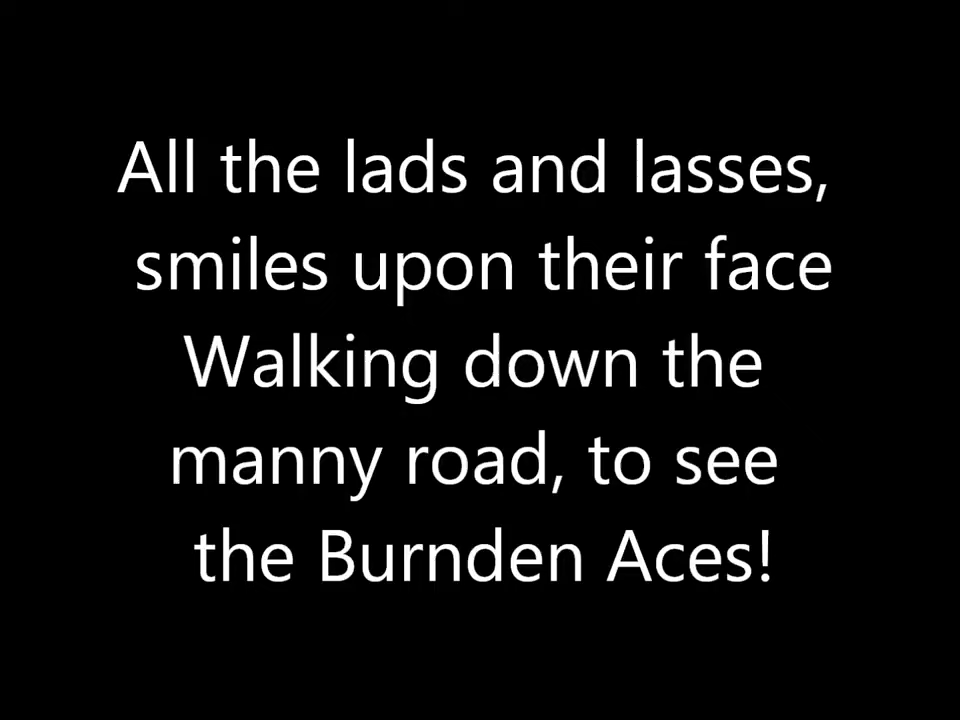 All the lads and lasses,
smiles upon their face
Walking down the
manny road, to see
the Burnden Aces!